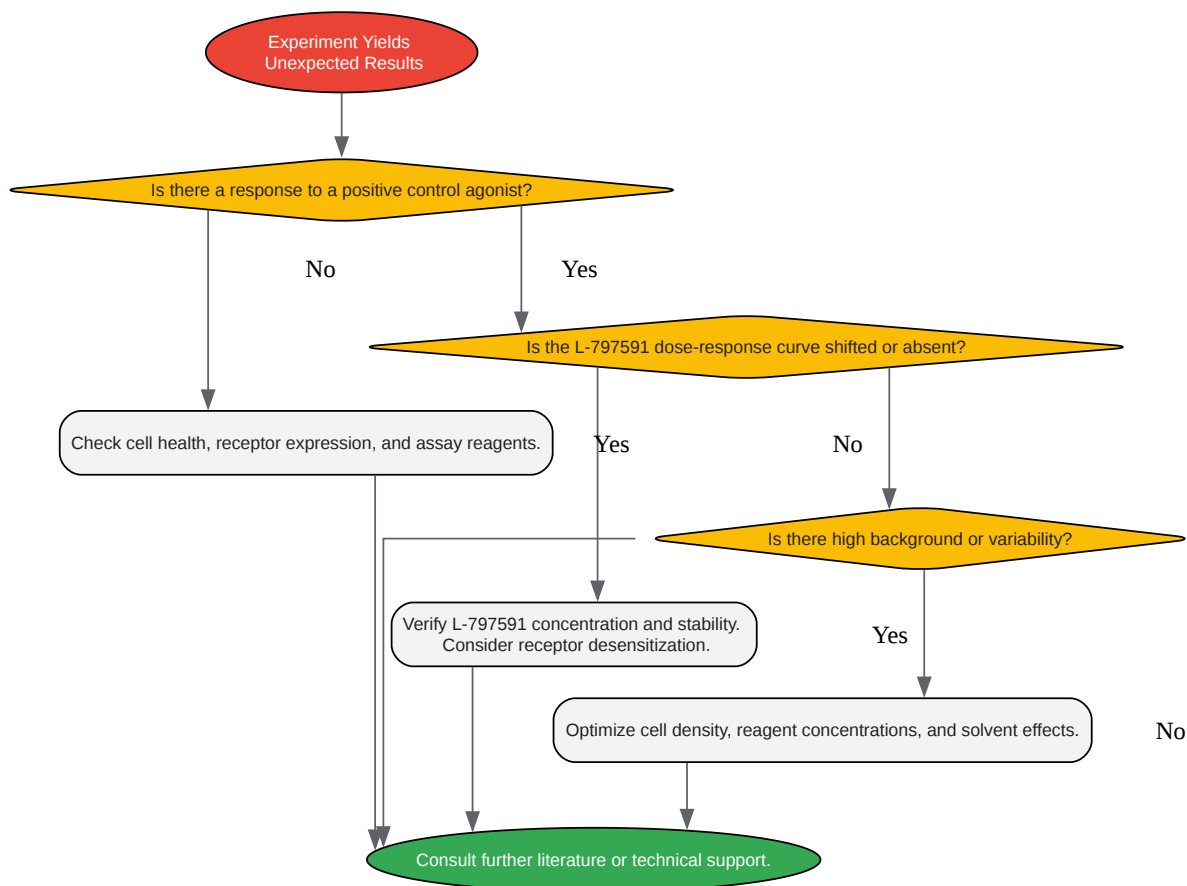 Experiment Yields
Unexpected Results
Is there a response to a positive control agonist?
No
Yes
Is the L-797591 dose-response curve shifted or absent?
Check cell health, receptor expression, and assay reagents.
Yes
No
Is there high background or variability?
Verify L-797591 concentration and stability.
Consider receptor desensitization.
Yes
Optimize cell density, reagent concentrations, and solvent effects.
No
Consult further literature or technical support.